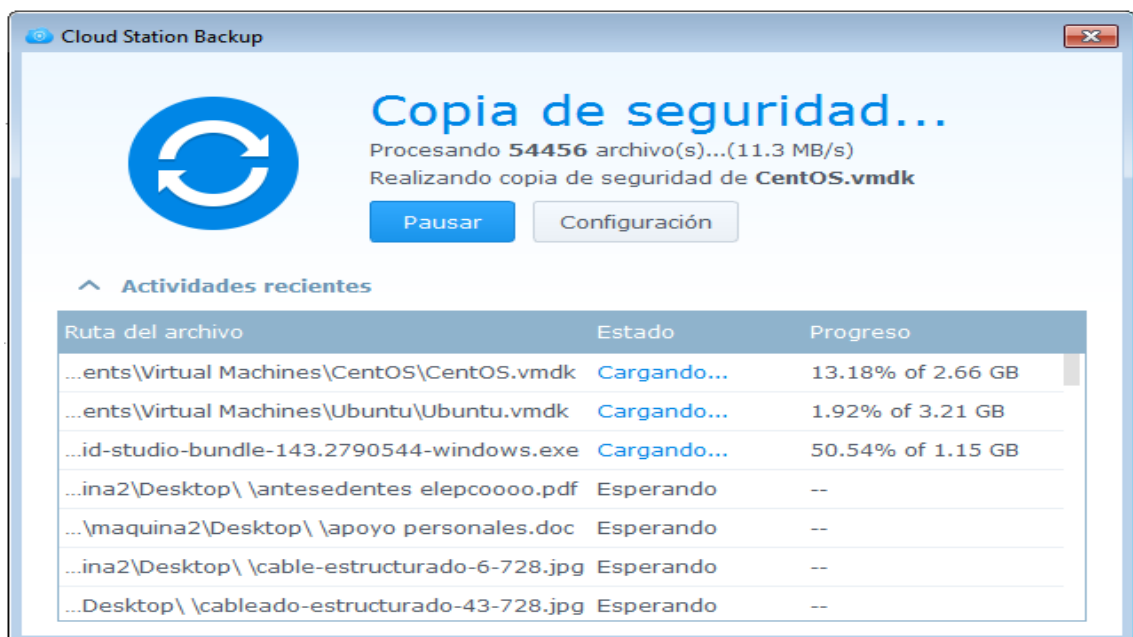 Cloud Station Backup
Copia de seguridad...
Procesando 54456 archivo(s)...(11.3 MB/s)
Realizando copia de seguridad de CentOS.vmdk
Pausar Configuración
Actividades recientes
Ruta del archivo Estado Progreso
...ents\Virtual Machines\CentOS\CentOS.vmdk Cargando... 13.18% of 2.66 GB
...ents\Virtual Machines\Ubuntu\Ubuntu.vmdk Cargando... 1.92% of 3.21 GB
...id-studio-bundle-143.2790544-windows.exe Cargando... 50.54% of 1.15 GB
...ina2\Desktop\ \antesedentes elepcoooo.pdf Esperando --
...\maquina2\Desktop\ \apoyo personales.doc Esperando --
...ina2\Desktop\ \cable-estructurado-6-728.jpg Esperando --
...Desktop\ \cableado-estructurado-43-728.jpg Esperando --